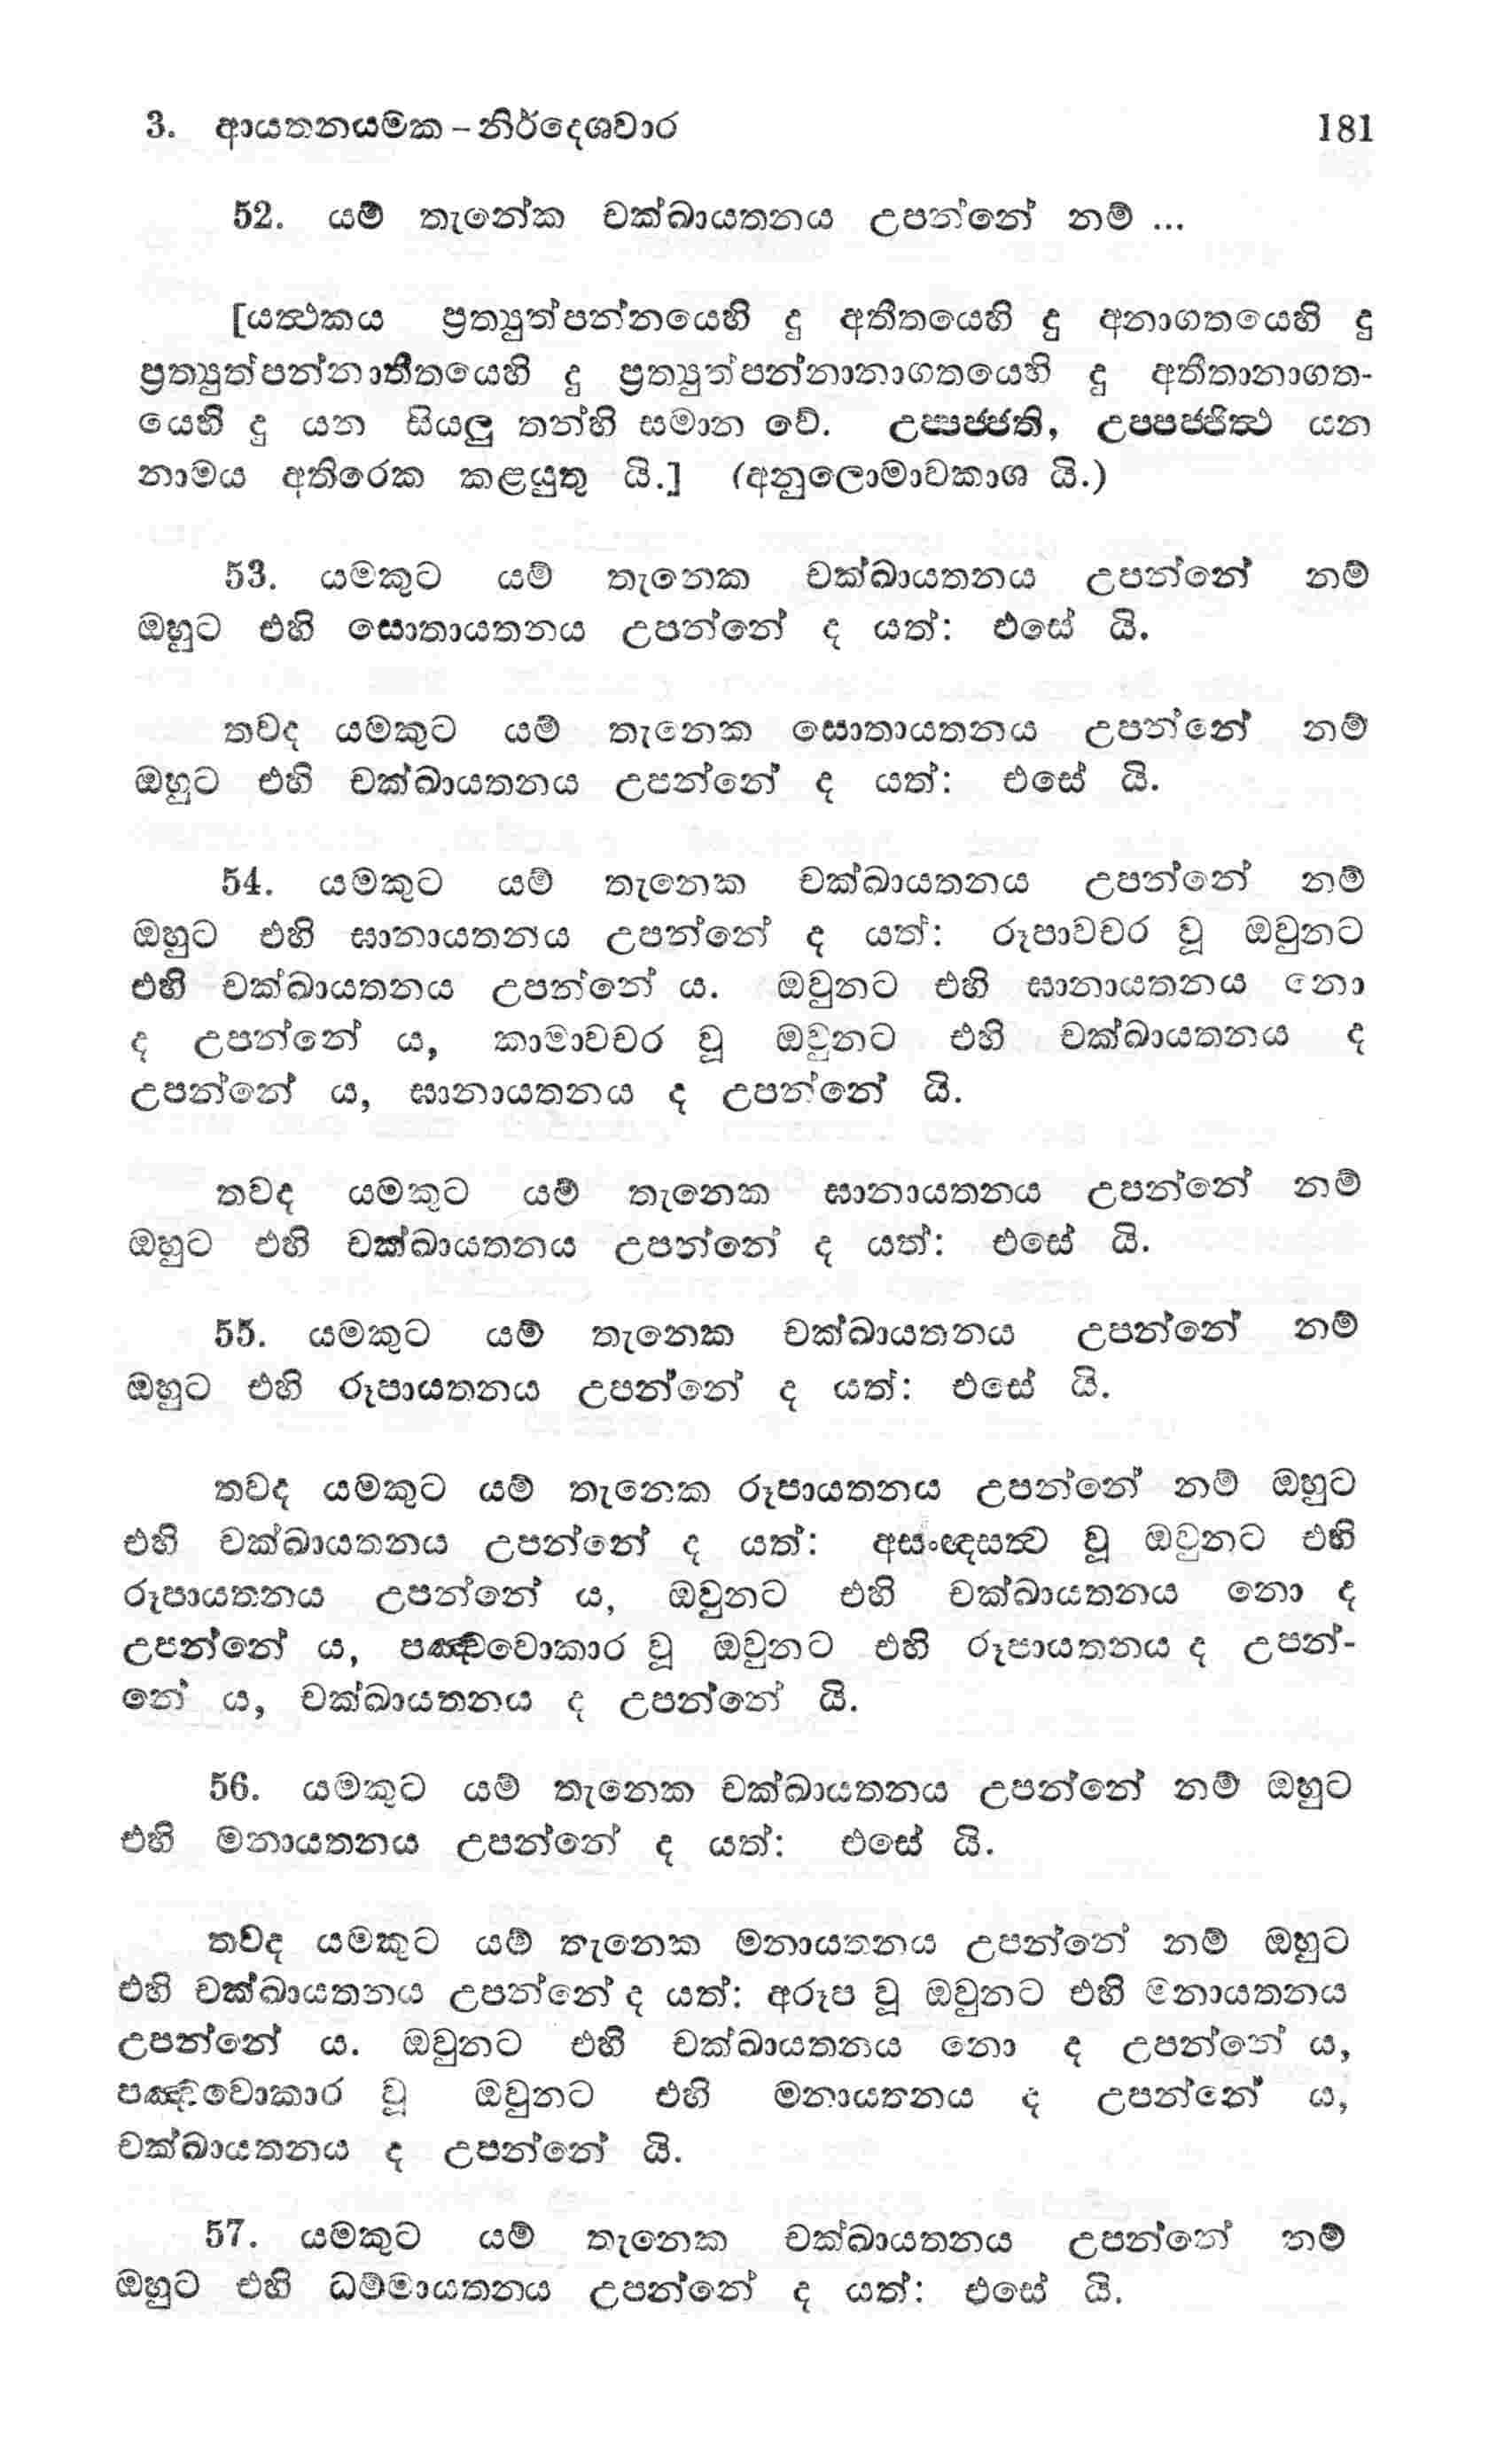 3. ආයතනයමක – නිර්දෙශවාර 181
52. යම් තැනේක චක්ඛායතනය උපන්නේ නම් ...
[යත්‍ථකය ප්‍රත්‍යුත්පන්නයෙහි දු අතීතයෙහි දු අනාගතයෙහි දු
ප්‍රත්‍යුත්පන්නාතීතයෙහි දු ප්‍රත්‍යුත්පන්නානාගතයෙහි දු අතීතානාගත-
යෙහි දු යන සියලු තන්හි සමාන වේ. උප්පජ්ජති, උපපජ්ජිත්‍ථ යන
නාමය අතිරෙක කළයුතු යි.] (අනුලොමාවකාශ යි.)
53. යමකුට යම් තැනෙක චක්ඛායතනය උපන්නේ නම්
ඔහුට එහි සොතායතනය උපන්නේ ද යත්: එසේ යි.
තවද යමකුට යම් තැනෙක සොතායතනය උපන්නේ නම්
ඔහුට එහි චක්ඛායතනය උපන්නේ ද යත්: එසේ යි.
54. යමකුට යම් තැනෙක චක්ඛායතනය උපන්නේ නම්
ඔහුට එහි ඝානායතනය උපන්නේ ද යත්: රූපාවචර වූ ඔවුනට
එහි චක්ඛායතනය උපන්නේ ය. ඔවුනට එහි ඝානායතනය නො
ද උපන්නේ ය, කාමාවචර වූ ඔවුනට එහි චක්ඛායතනය ද
උපන්නේ ය, ඝානායතනය ද උපන්නේ යි.
තවද යමකුට යම් තැනෙක ඝානායතනය උපන්නේ නම්
ඔහුට එහි චක්ඛායතනය උපන්නේ ද යත්: එසේ යි.
55. යමකුට යම් තැනෙක චක්ඛායතනය උපන්නේ නම්
ඔහුට එහි රූපායතනය උපන්නේ ද යත්: එසේ යි.
තවද යමකුට යම් තැනෙක රූපායතනය උපන්නේ නම් ඔහුට
එහි චක්ඛායතනය උපන්නේ ද යත්: අසංඥසත්‍ව වූ ඔවුනට එහි
රූපායතනය උපන්නේ ය, ඔවුනට එහි චක්ඛායතනය නො ද
උපන්නේ ය, පඤ්චවොකාර වූ ඔවුනට එහි රූපායතනය ද උපන්-
නේ ය, චක්ඛායතනය ද උපන්නේ යි.
56. යමකුට යම් තැනෙක චක්ඛායතනය උපන්නේ නම් ඔහුට
එහි මනායතනය උපන්නේ ද යත්: එසේ යි.
තවද යමකුට යම් තැනෙක මනායතනය උපන්නේ නම් ඔහුට
එහි චක්ඛායතනය උපන්නේ ද යත්: අරූප වූ ඔවුනට එහි මනායතනය
උපන්නේ ය. ඔවුනට එහි චක්ඛායතනය නො ද උපන්නේ ය,
පඤ්චවොකාර වූ ඔවුනට එහි මනායතනය ද උපන්නේ ය,
චක්ඛායතනය ද උපන්නේ යි.
57. යමකුට යම් තැනෙක චක්ඛායතනය උපන්නේ නම්
ඔහුට එහි ධම්මායතනය උපන්නේ ද යත්: එසේ යි.